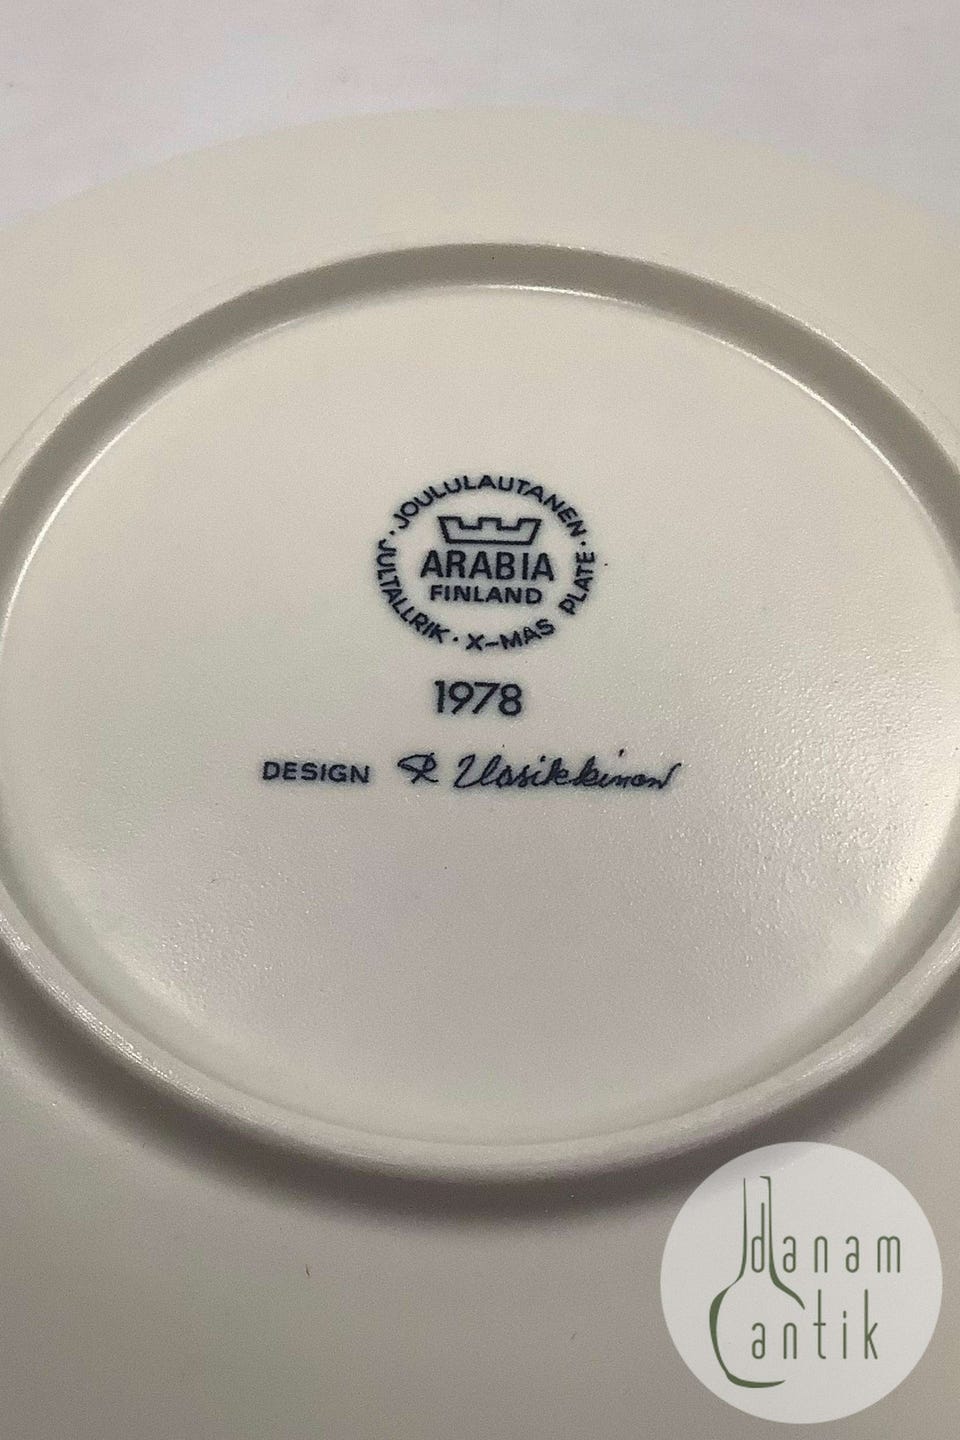 JOULULAUTANEN · X-MAS PLATE · JULTALLRIK ·
ARABIA
FINLAND
1978
DESIGN R Uosikkinen
danam
antik